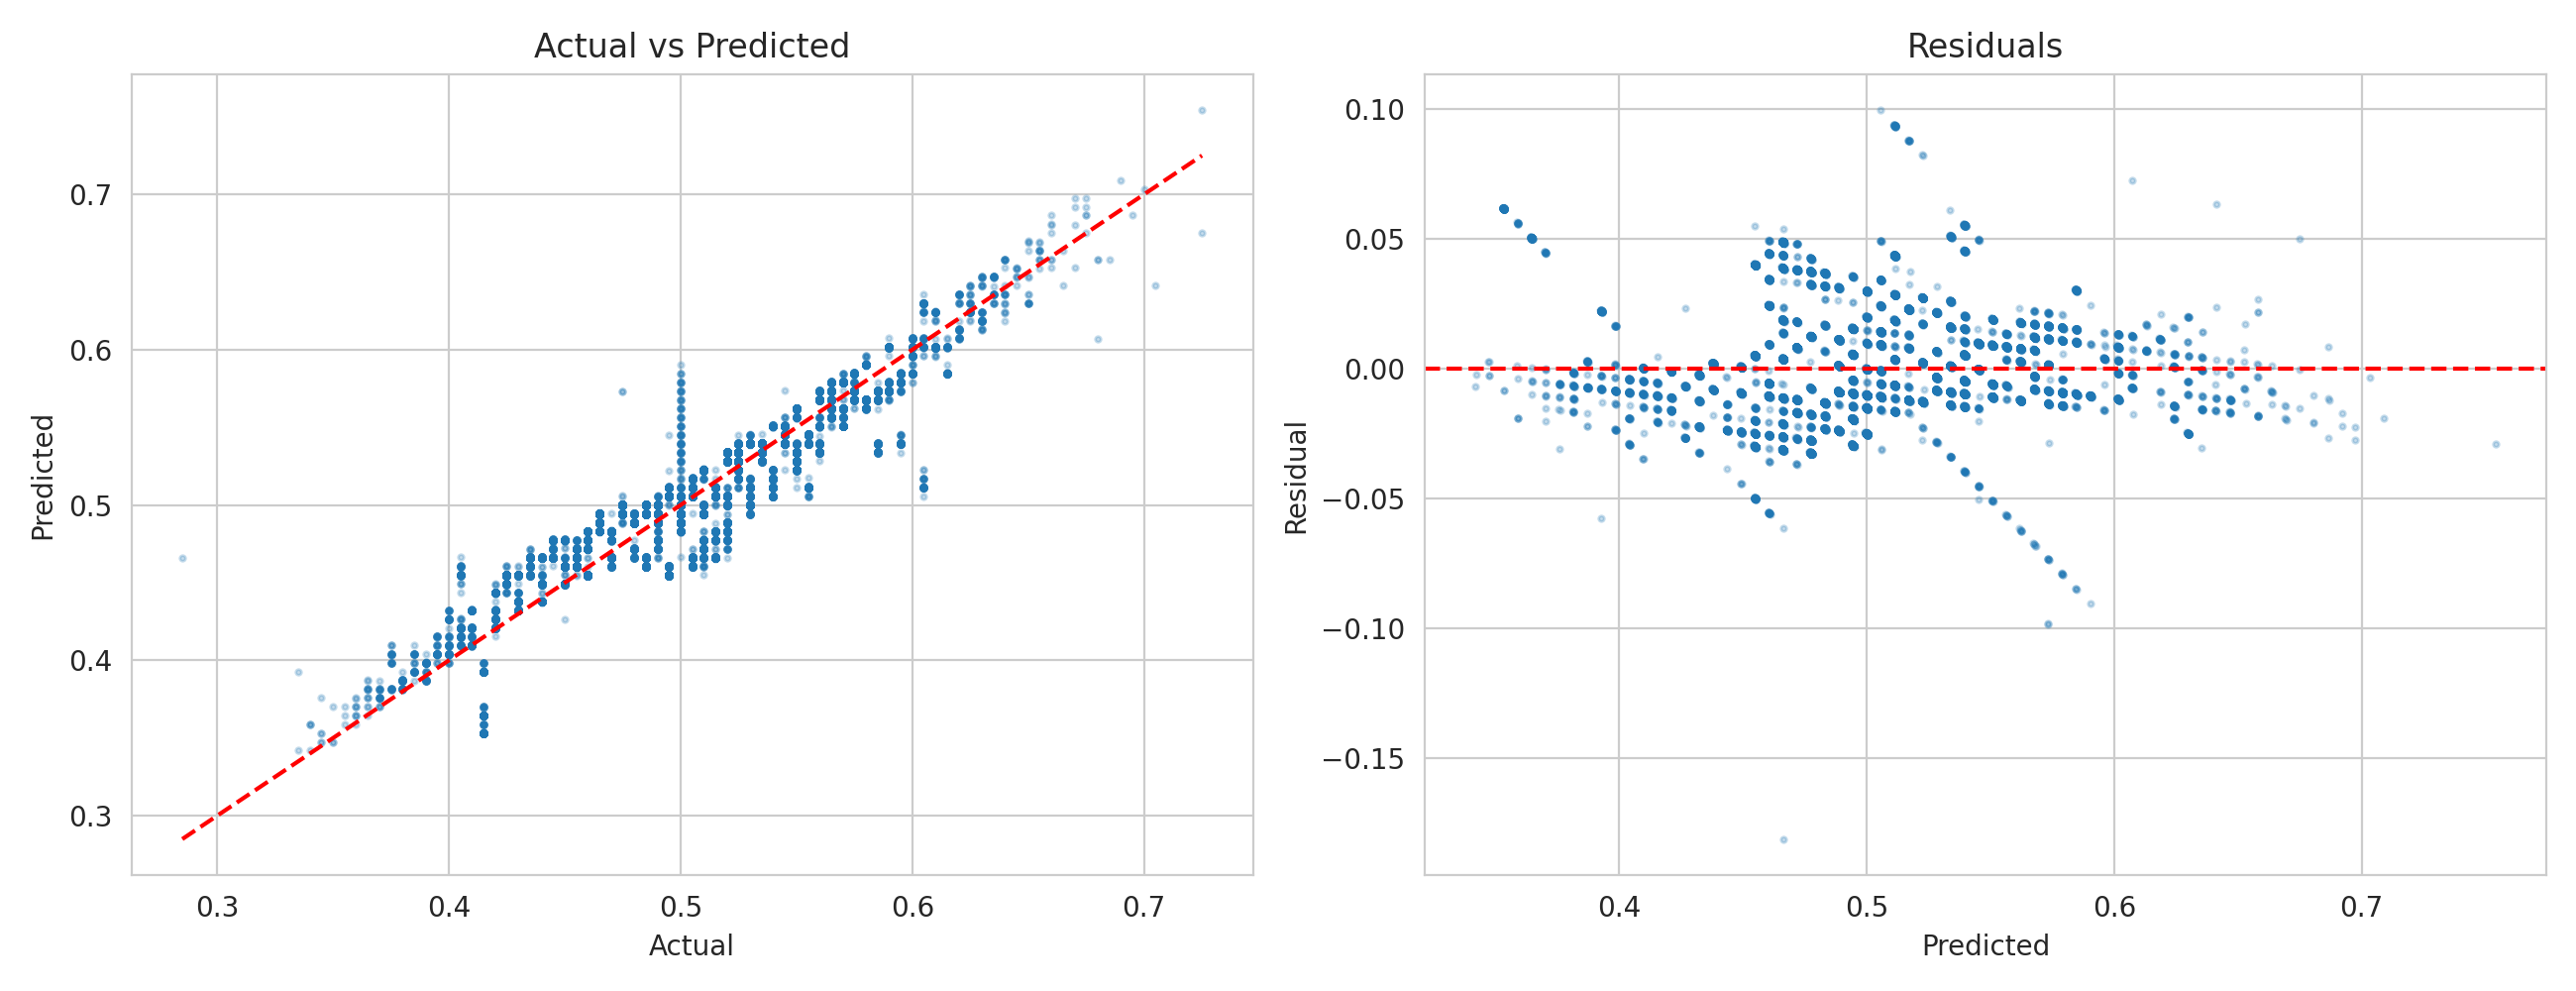 Actual vs Predicted
Predicted
0.7
0.6
0.5
0.4
0.3
0.3 0.4 0.5 0.6 0.7
Actual
Residuals
Residual
0.10
0.05
0.00
−0.05
−0.10
−0.15
0.4 0.5 0.6 0.7
Predicted